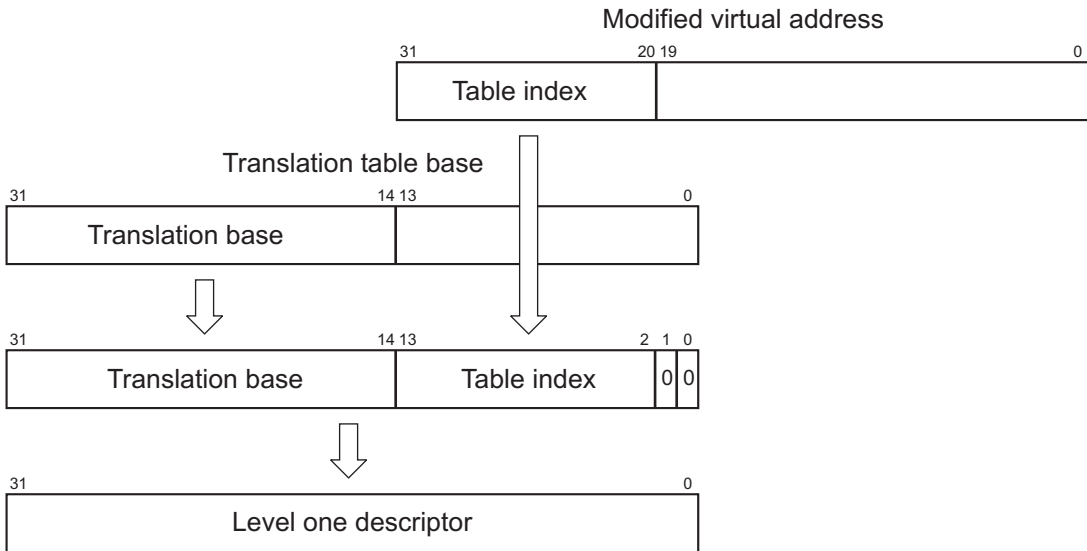 Modified virtual address
31 20 19 0
Table index
Translation table base
31 14 13 0
Translation base
31 14 13 2 1 0
Translation base Table index 0 0
31 0
Level one descriptor